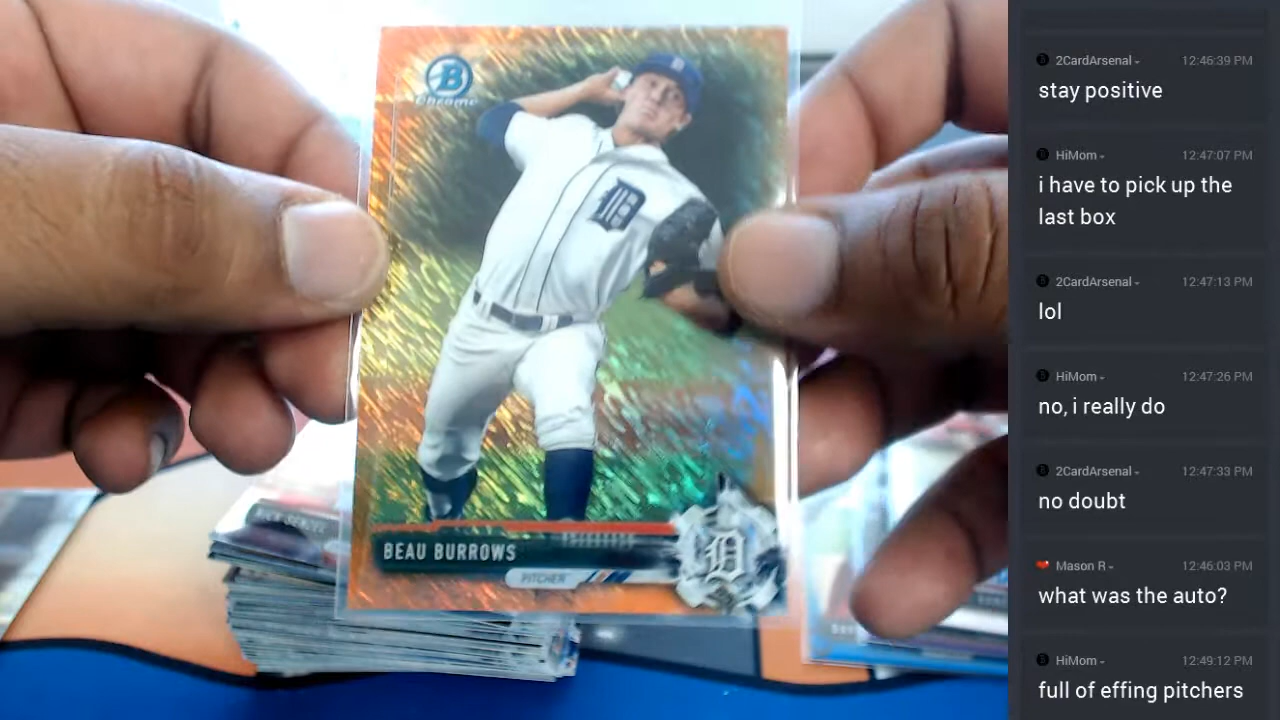 B
Chrome
D
D
BEAU BURROWS
PITCHER
D
2CardArsenal
12:46:39 PM
stay positive
HiMom
12:47:07 PM
i have to pick up the
last box
2CardArsenal
12:47:13 PM
lol
HiMom
12:47:26 PM
no, i really do
2CardArsenal
12:47:33 PM
no doubt
Mason R
12:46:03 PM
what was the auto?
HiMom
12:49:12 PM
full of effing pitchers